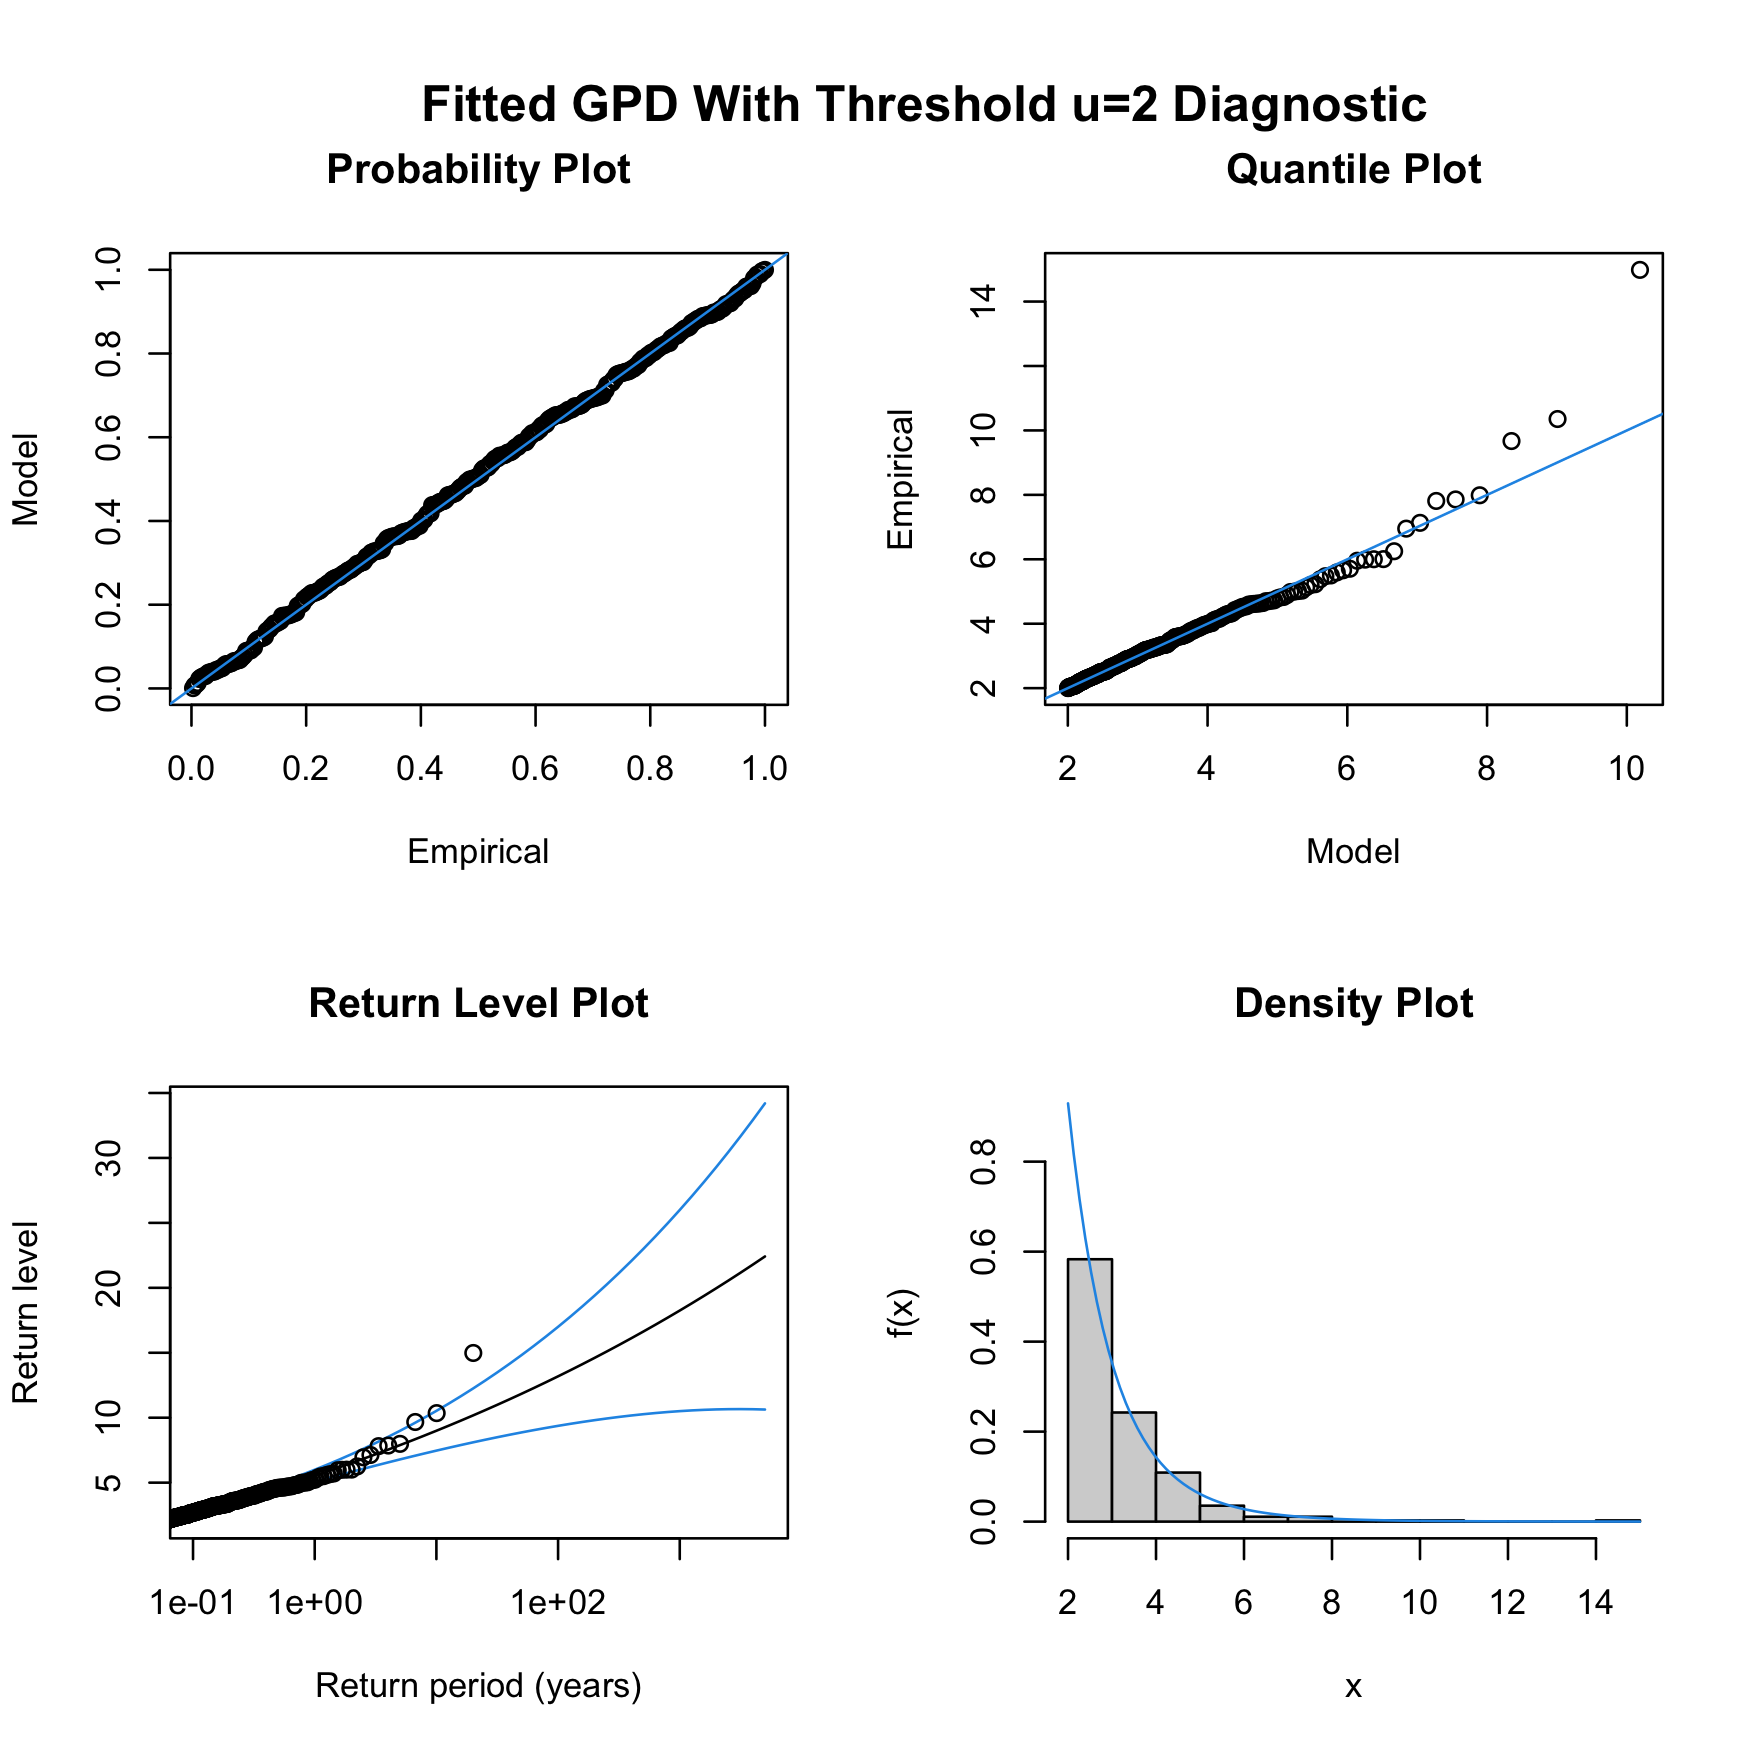 Fitted GPD With Threshold u=2 Diagnostic
Probability Plot
Model
0.0 0.2 0.4 0.6 0.8 1.0
0.0 0.2 0.4 0.6 0.8 1.0
Empirical
Quantile Plot
Empirical
2 4 6 8 10 14
2 4 6 8 10
Model
Return Level Plot
Return level
5 10 20 30
1e-01 1e+00 1e+02
Return period (years)
Density Plot
f(x)
0.0 0.2 0.4 0.6 0.8
2 4 6 8 10 12 14
x